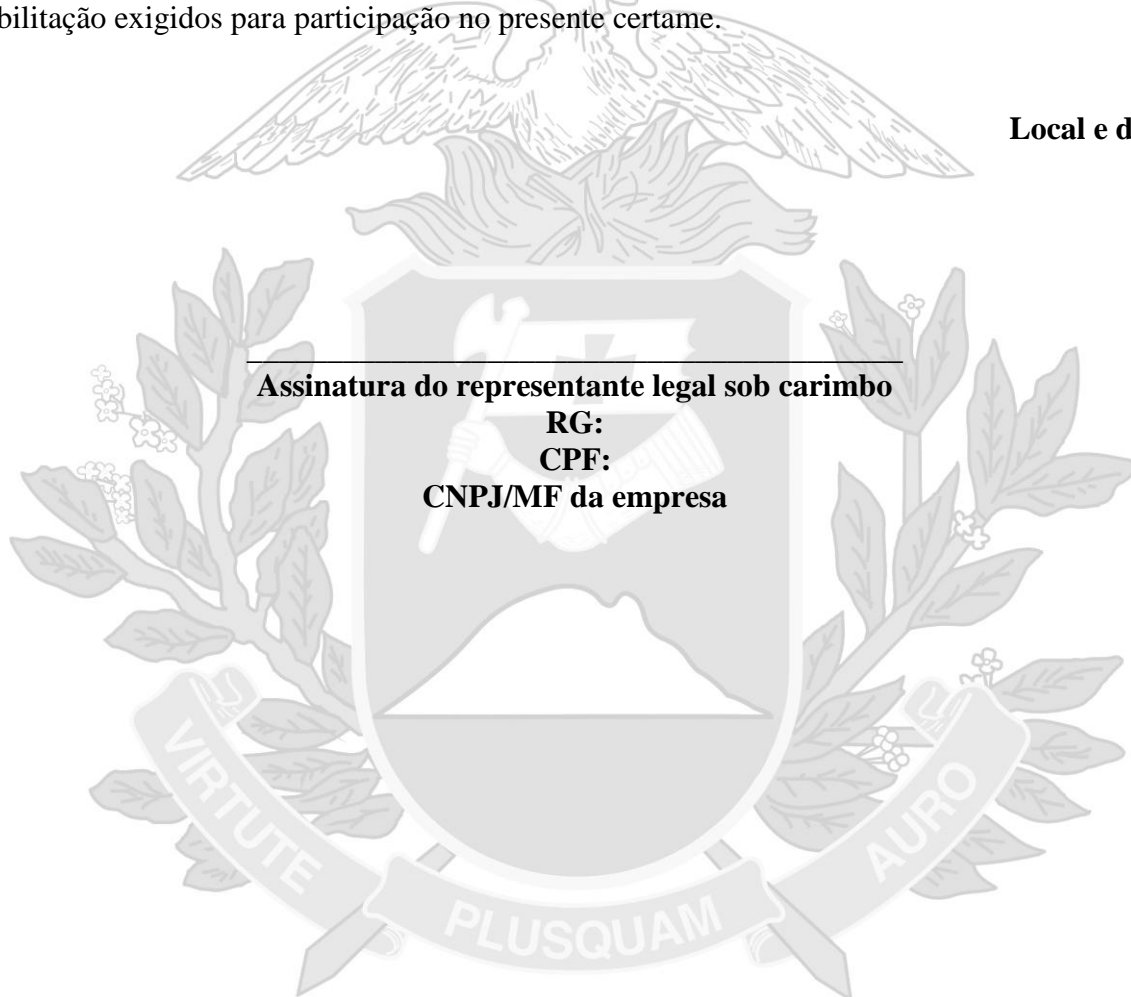 bilitação exigidos para participação no presente certame.
Local e d
Assinatura do representante legal sob carimbo
RG:
CPF:
CNPJ/MF da empresa
VIRTUTE PLUSQUAM AURO